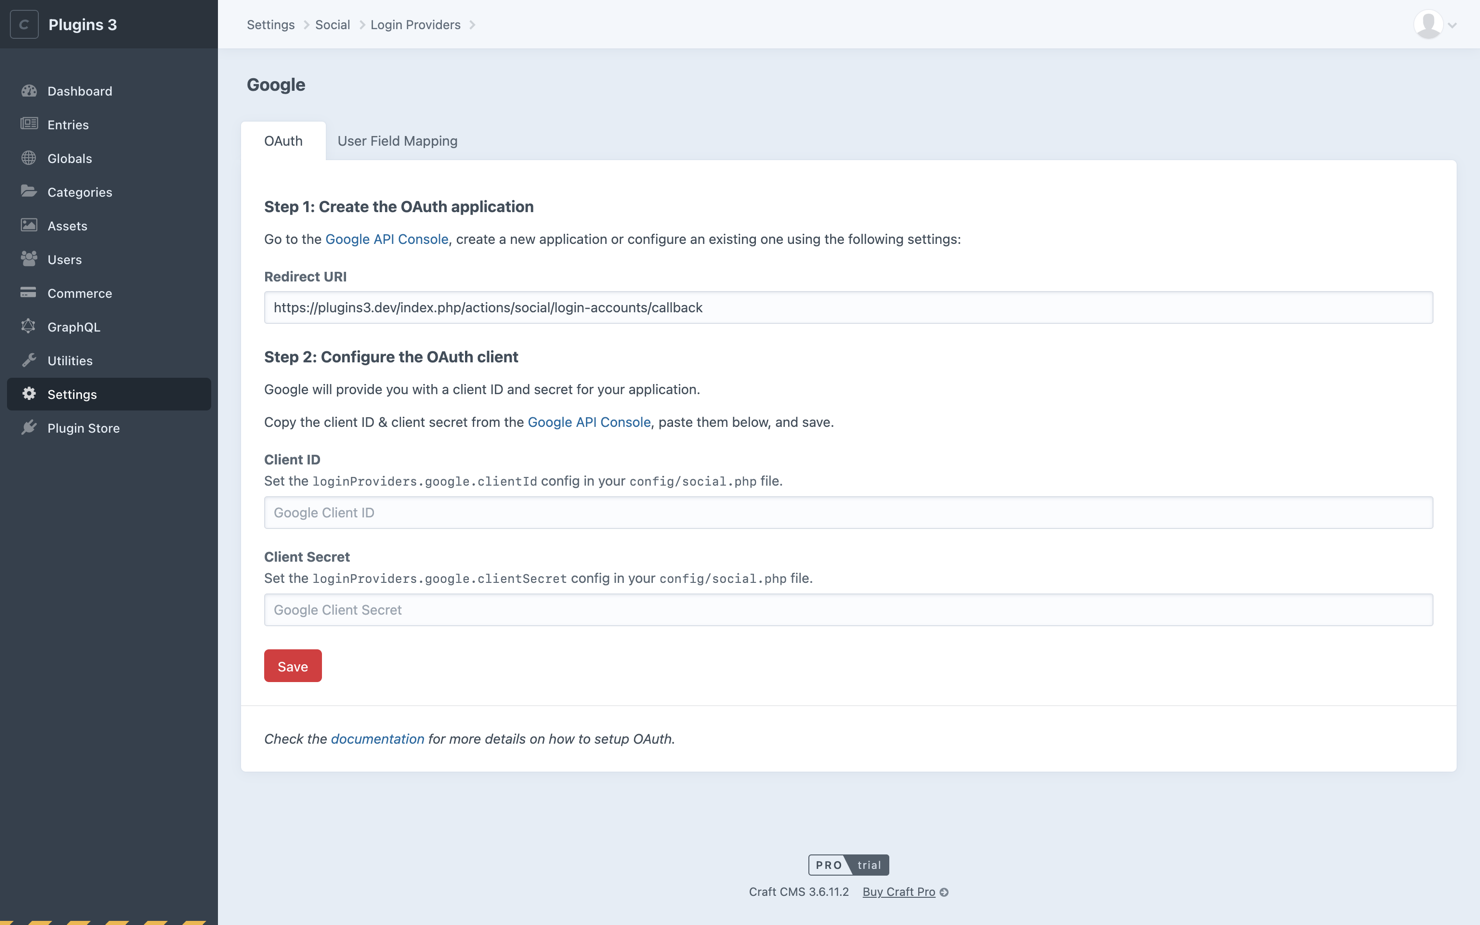 C Plugins 3
Settings Social Login Providers
Dashboard
Entries
Globals
Categories
Assets
Users
Commerce
GraphQL
Utilities
Settings
Plugin Store
Google
OAuth User Field Mapping
Step 1: Create the OAuth application
Go to the Google API Console, create a new application or configure an existing one using the following settings:
Redirect URI
https://plugins3.dev/index.php/actions/social/login-accounts/callback
Step 2: Configure the OAuth client
Google will provide you with a client ID and secret for your application.
Copy the client ID & client secret from the Google API Console, paste them below, and save.
Client ID
Set the loginProviders.google.clientId config in your config/social.php file.
Google Client ID
Client Secret
Set the loginProviders.google.clientSecret config in your config/social.php file.
Google Client Secret
Save
Check the documentation for more details on how to setup OAuth.
PRO trial
Craft CMS 3.6.11.2 Buy Craft Pro